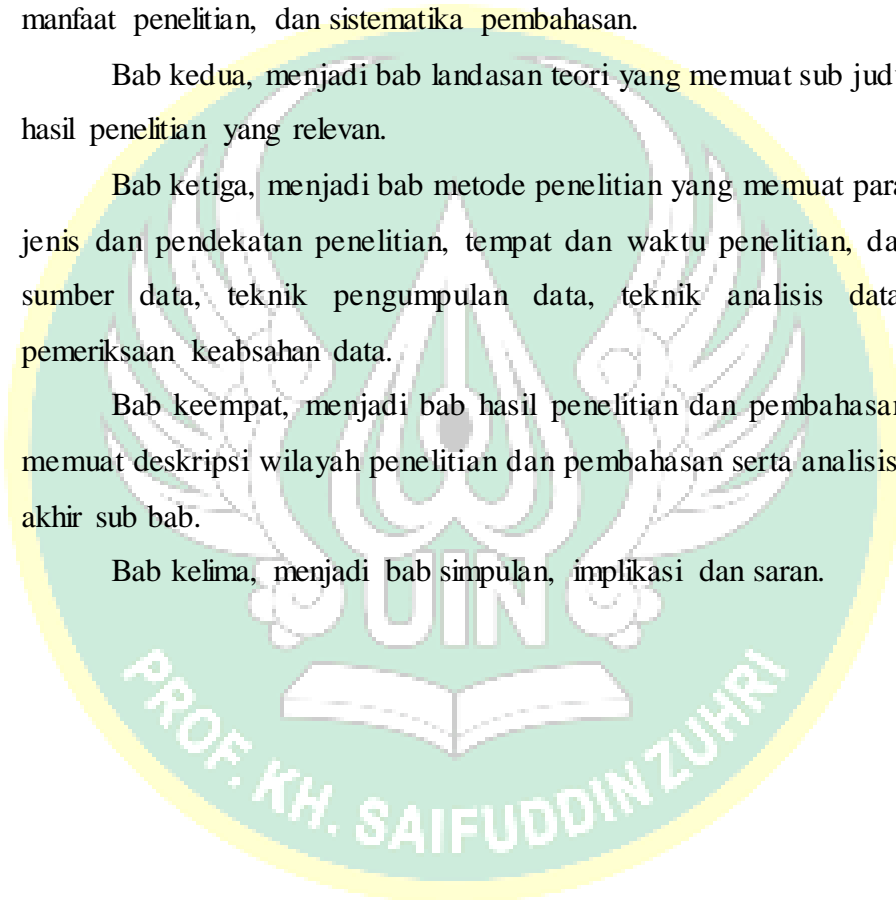 manfaat penelitian, dan sistematika pembahasan.
Bab kedua, menjadi bab landasan teori yang memuat sub
hasil penelitian yang relevan.
Bab ketiga, menjadi bab metode penelitian yang memuat
jenis dan pendekatan penelitian, tempat dan waktu penelitian,
sumber data, teknik pengumpulan data, teknik analisis data
pemeriksaan keabsahan data.
Bab keempat, menjadi bab hasil penelitian dan pembahasan
memuat deskripsi wilayah penelitian dan pembahasan serta analisis
akhir sub bab.
Bab kelima, menjadi bab simpulan, implikasi dan saran.
UIN
PROF. KH. SAIFUDDIN ZUHRI